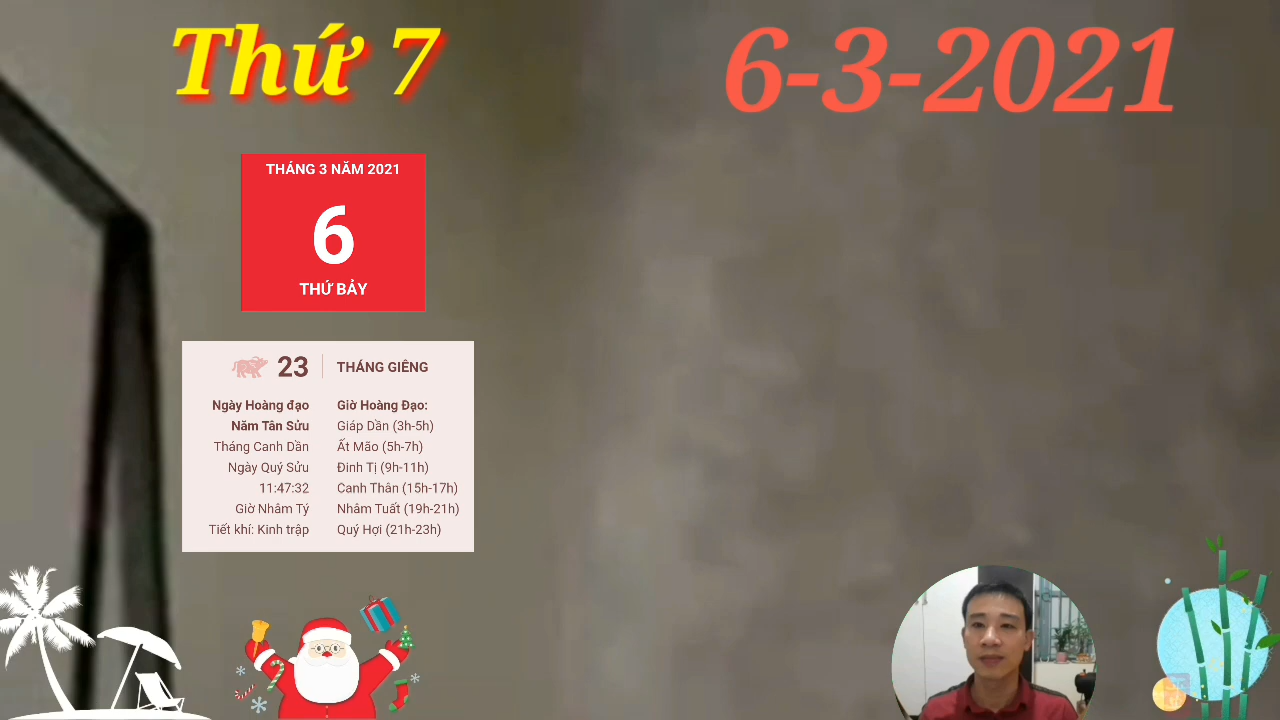 Thứ 7
6-3-2021
THÁNG 3 NĂM 2021
6
THỨ BẢY
23 THÁNG GIÊNG
Ngày Hoàng đạo
Năm Tân Sửu
Tháng Canh Dần
Ngày Quý Sửu
11:47:32
Giờ Nhâm Tý
Tiết khí: Kinh trập
Giờ Hoàng Đạo:
Giáp Dần (3h-5h)
Ất Mão (5h-7h)
Đinh Tị (9h-11h)
Canh Thân (15h-17h)
Nhâm Tuất (19h-21h)
Quý Hợi (21h-23h)